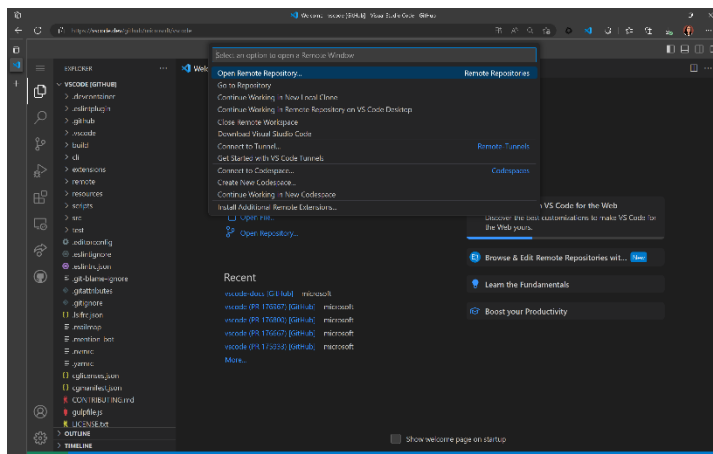 Welcome - vscode [GitHub] - Visual Studio Code - GitHub
https://vscode.dev/github/microsoft/vscode
Select an option to open a Remote Window
Open Remote Repository... Remote Repositories
Go to Repository
Continue Working in New Local Clone
Continue Working in Remote Repository on VS Code Desktop
Close Remote Workspace
Download Visual Studio Code
Connect to Tunnel... Remote-Tunnels
Get Started with VS Code Tunnels
Connect to Codespace... Codespaces
Create New Codespace...
Continue Working in New Codespace
Install Additional Remote Extensions...
EXPLORER
VSCODE [GITHUB]
.devcontainer
.eslintplugin
.github
.vscode
build
cli
extensions
remote
resources
scripts
src
test
.editorconfig
.eslintignore
.eslintrc.json
.git-blame-ignore
.gitattributes
.gitignore
.lsifrc.json
.mailmap
.mention-bot
.nvmrc
.yarnrc
cglicenses.json
cgmanifest.json
CONTRIBUTING.md
gulpfile.js
LICENSE.txt
OUTLINE
TIMELINE
Open File...
Open Repository...
Recent
vscode-docs [GitHub] microsoft
vscode (PR 176567) [GitHub] microsoft
vscode (PR 176800) [GitHub] microsoft
vscode (PR 176667) [GitHub] microsoft
vscode [GitHub] microsoft
More...
VS Code for the Web
Discover the best customizations to make VS Code for
the Web yours.
Browse & Edit Remote Repositories wit... New
Learn the Fundamentals
Boost your Productivity
Show welcome page on startup